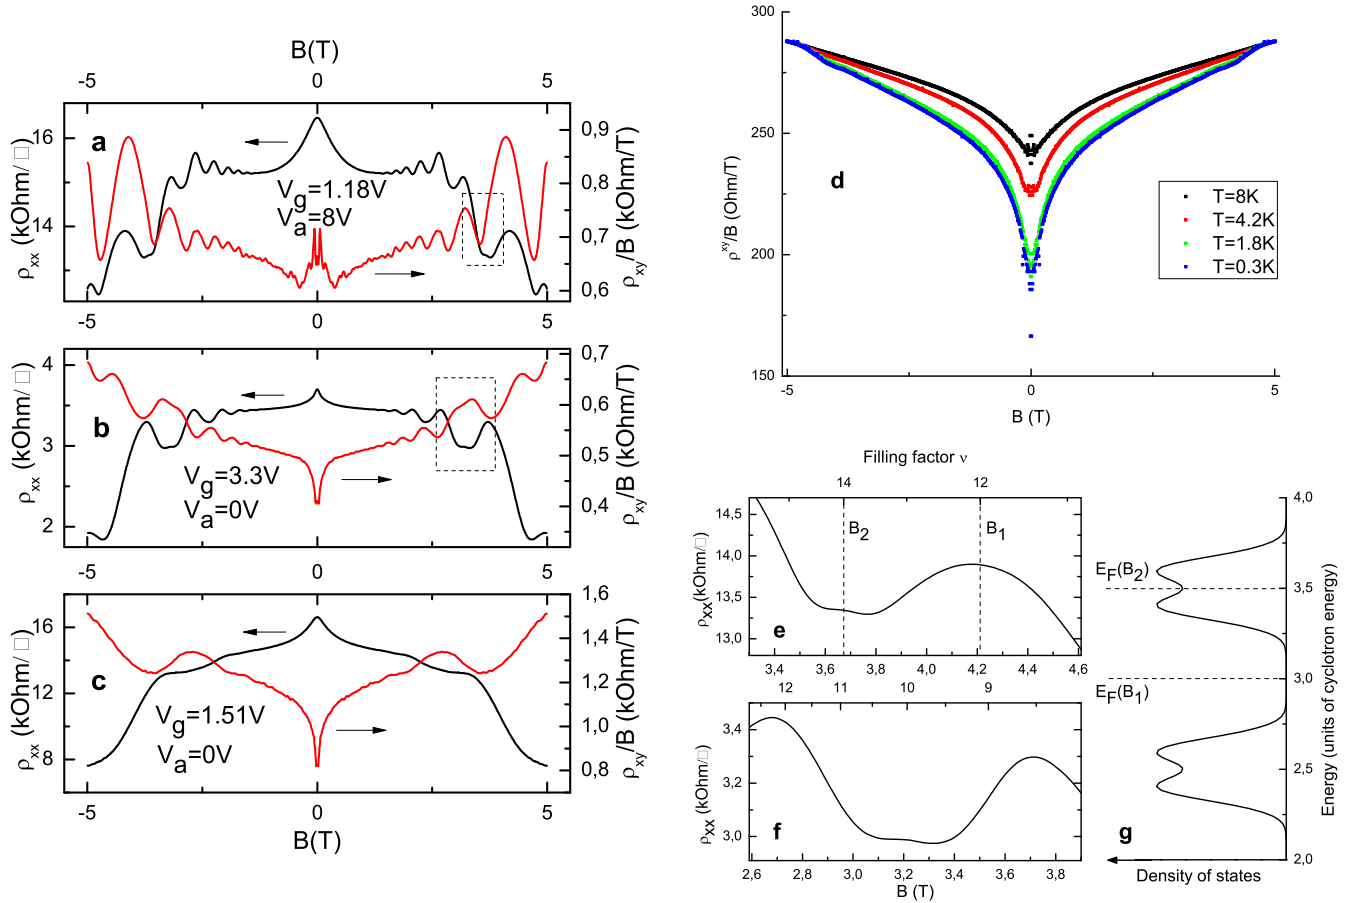 B(T)
-5 0 5
a
ρxx (kOhm/ □)
16
14
Vg=1.18V
Va=8V
0,9
0,8
0,7
0,6
ρxy/B (kOhm/T)
-5 0 5
b
ρxx (kOhm/ □)
4
3
2
Vg=3.3V
Va=0V
0,7
0,6
0,5
0,4
ρxy/B (kOhm/T)
-5 0 5
c
ρxx (kOhm/ □)
16
12
8
Vg=1.51V
Va=0V
1,6
1,4
1,2
1,0
0,8
ρxy/B (kOhm/T)
-5 0 5
B(T)
300
250
200
150
ρxy/B (Ohm/T)
d
T=8K
T=4.2K
T=1.8K
T=0.3K
-5 0 5
B (T)
Filling factor ν
14 12
14,5
14,0
13,5
13,0
ρxx(kOhm/□)
B2
B1
e
3,4 3,6 3,8 4,0 4,2 4,4 4,6
12 11 10 9
3,4
3,2
3,0
ρxx (kOhm/□)
f
2,6 2,8 3,0 3,2 3,4 3,6 3,8
B (T)
EF(B2)
EF(B1)
g
4,0
3,5
3,0
2,5
2,0
Energy (units of cyclotron energy)
Density of states